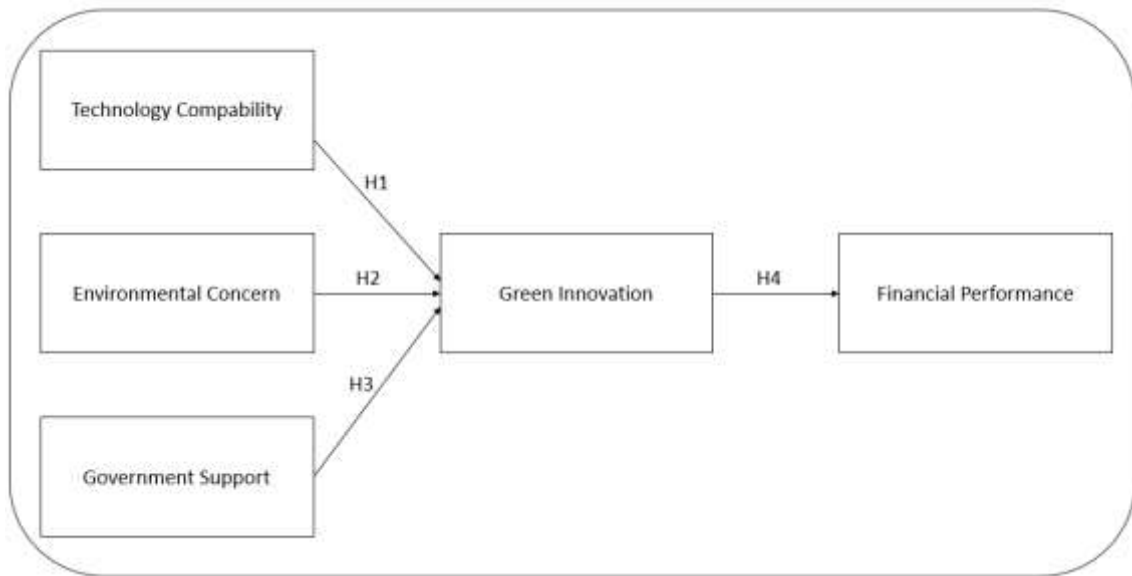 Technology Compability
H1
Environmental Concern
H2
Green Innovation
H4
Financial Performance
H3
Government Support